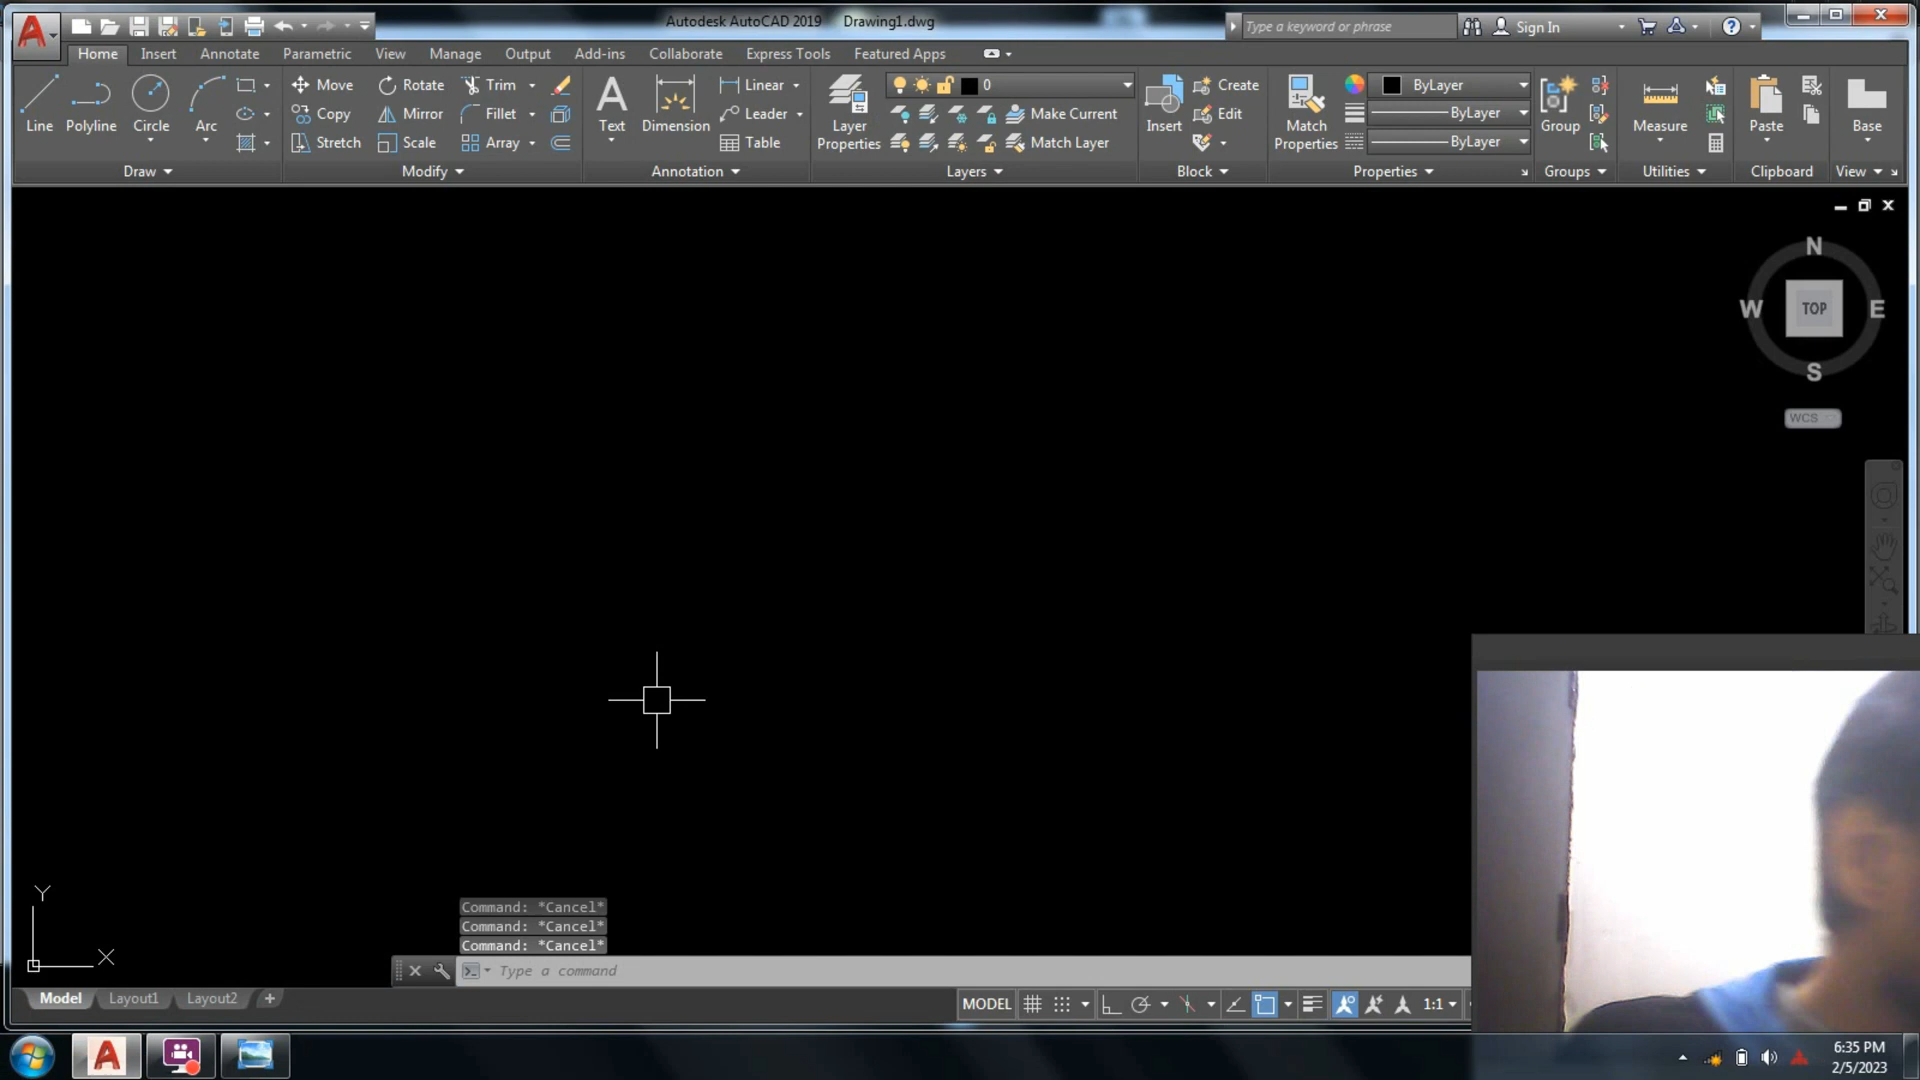 Autodesk AutoCAD 2019 Drawing1.dwg
Type a keyword or phrase
Sign In
Home Insert Annotate Parametric View Manage Output Add-ins Collaborate Express Tools Featured Apps
Line Polyline Circle Arc
Move Rotate Trim
Copy Mirror Fillet
Stretch Scale Array
Text Dimension
Linear
Leader
Table
Layer Properties
0
Make Current
Match Layer
Insert
Create
Edit
Match Properties
ByLayer
ByLayer
ByLayer
Group
Measure
Paste
Base
Draw Modify Annotation Layers Block Properties Groups Utilities Clipboard View
N
W TOP E
S
WCS
Y
X
Command: *Cancel*
Command: *Cancel*
Command: *Cancel*
Type a command
Model Layout1 Layout2 +
MODEL 1:1
6:35 PM
2/5/2023